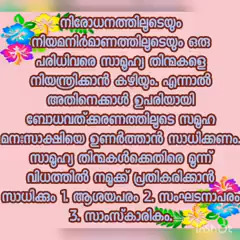 നിരോധനത്തിലൂടെയും
നിയമനിർമാണത്തിലൂടെയും ഒരു
പരിധിവരെ സാമൂഹ്യ തിന്മകളെ
നിയന്ത്രിക്കാൻ കഴിയും. എന്നാൽ
അതിനെക്കാൾ ഉപരിയായി
ബോധവത്ക്കരണത്തിലൂടെ സമൂഹ
മനഃസാക്ഷിയെ ഉണർത്താൻ സാധിക്കണം.
സാമൂഹ്യ തിന്മകൾക്കെതിരെ മൂന്ന്
വിധത്തിൽ നമുക്ക് പ്രതികരിക്കാൻ
സാധിക്കും 1. ആശയപരം 2. സംഘടനാപരം
3. സാംസ്കാരികം.